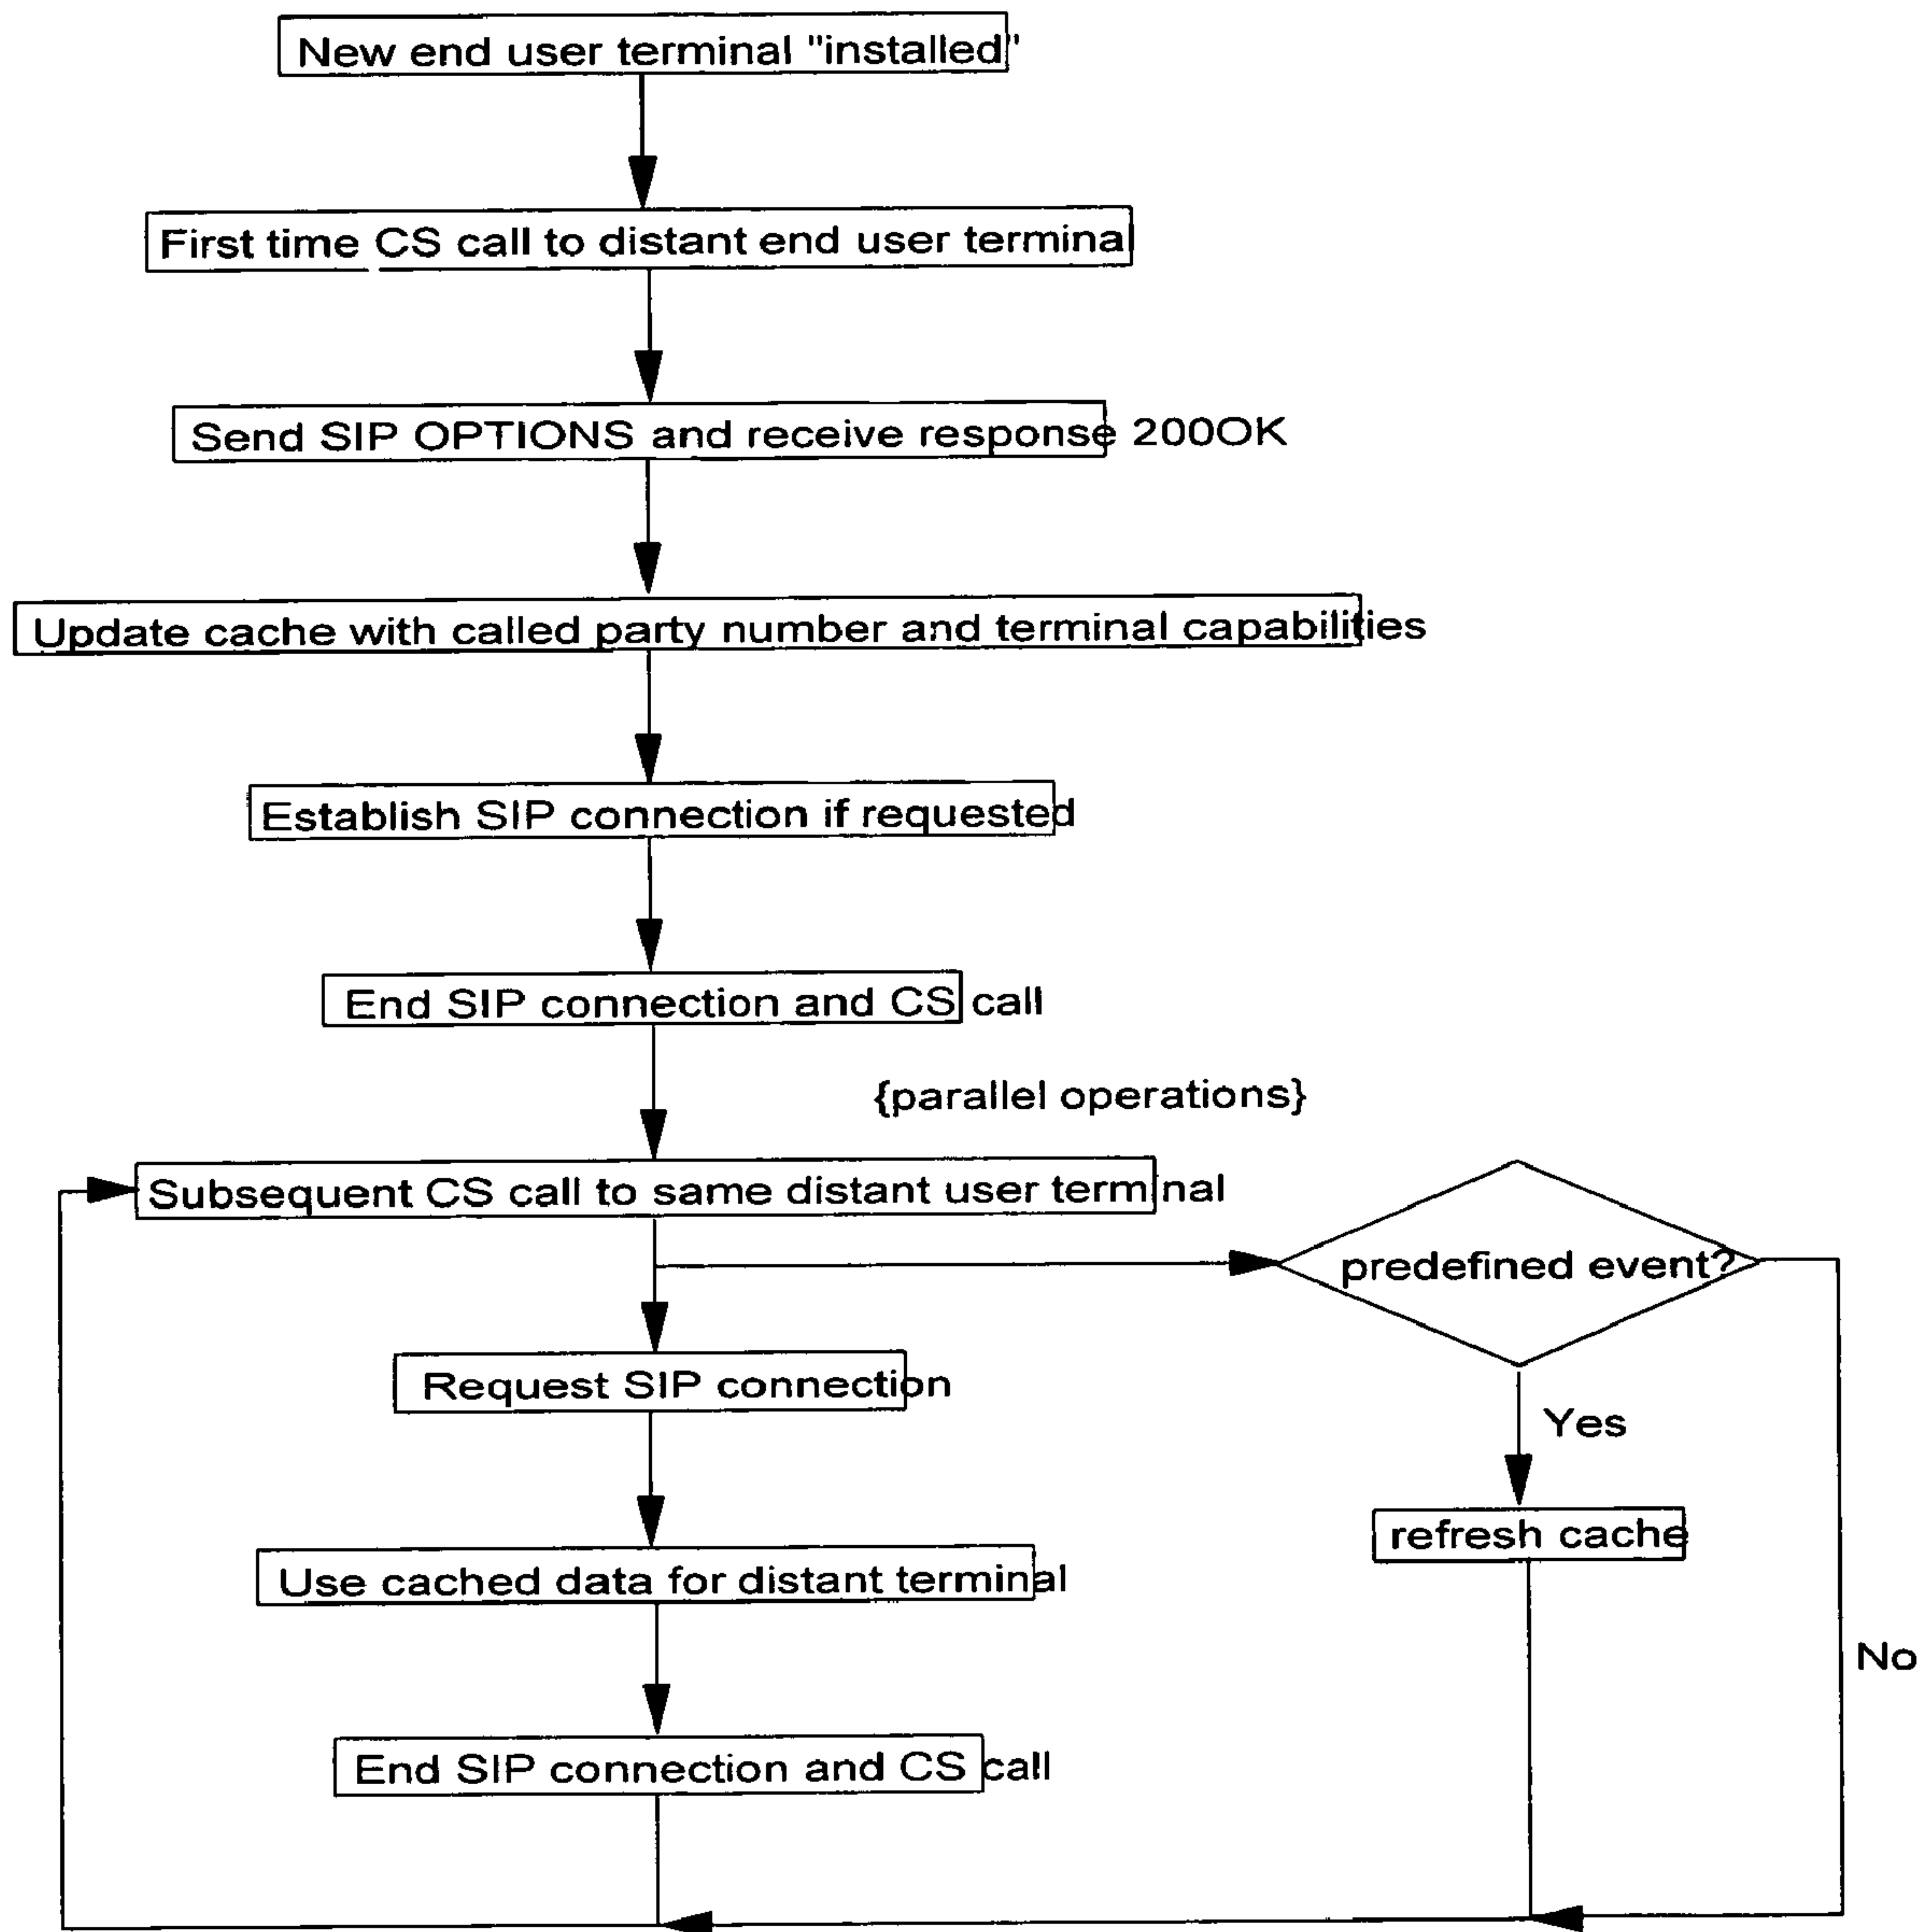 New end user terminal "installed"
First time CS call to distant end user terminal
Send SIP OPTIONS and receive response 200OK
Update cache with called party number and terminal capabilities
Establish SIP connection if requested
End SIP connection and CS call
{parallel operations}
Subsequent CS call to same distant user terminal
predefined event?
Request SIP connection
Yes
refresh cache
Use cached data for distant terminal
No
End SIP connection and CS call